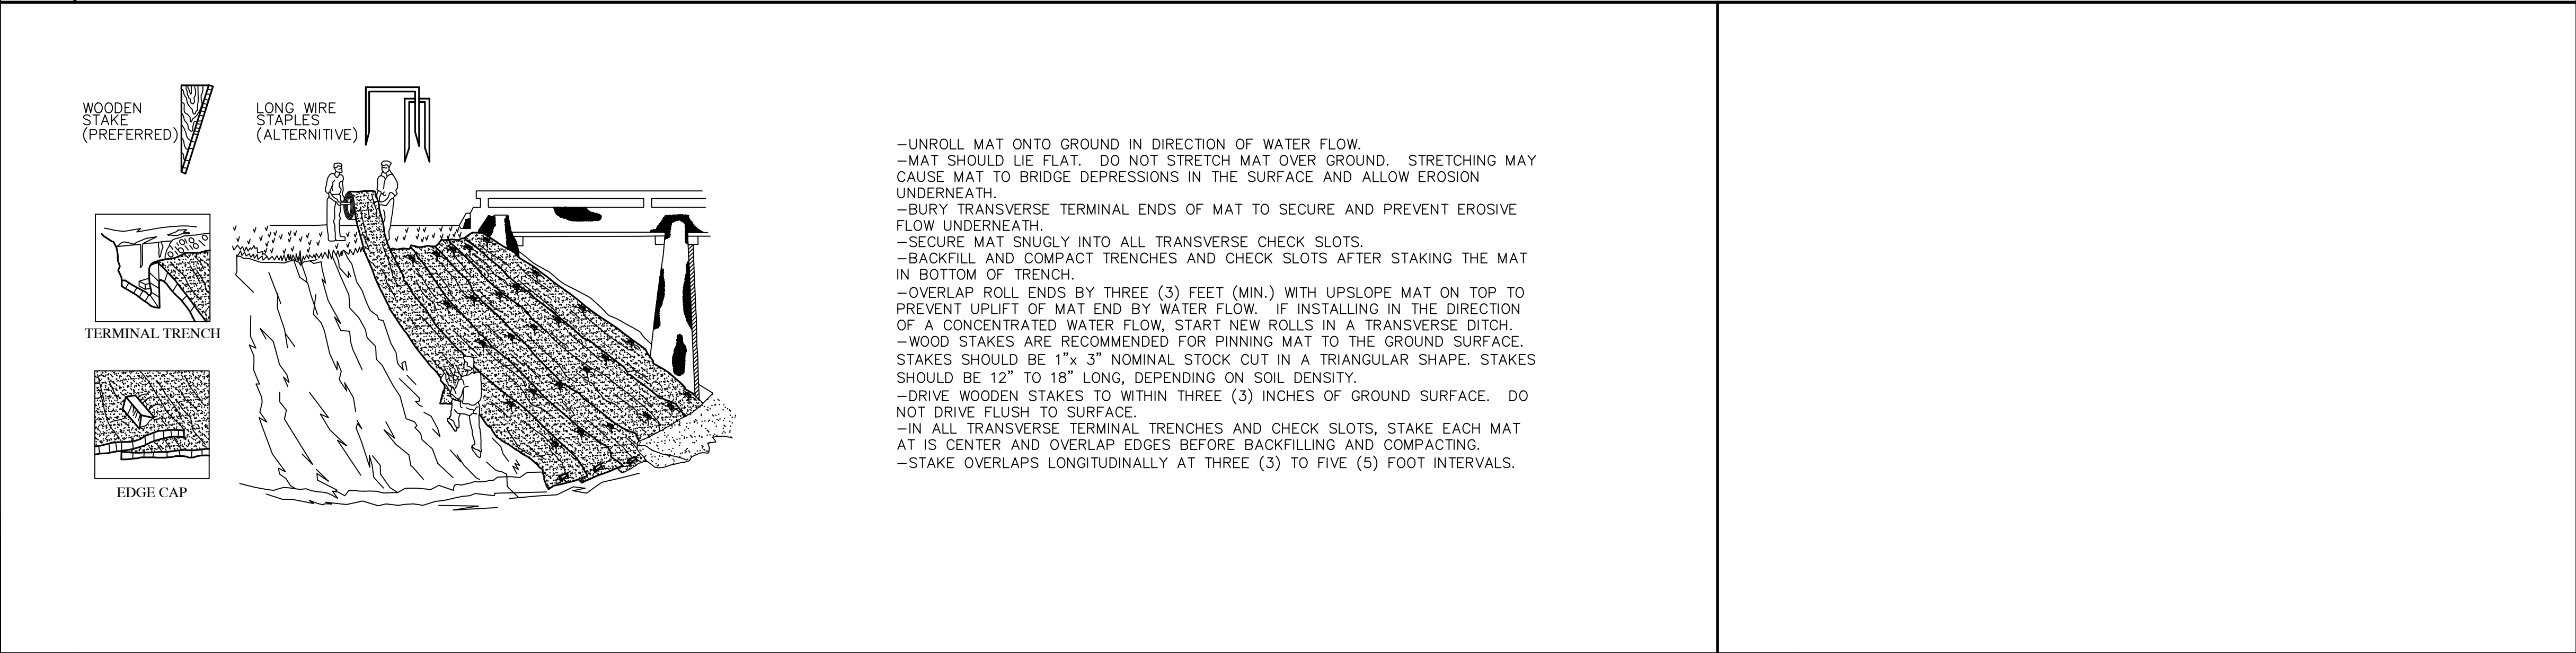 WOODEN
STAKE
(PREFERRED)
LONG WIRE
STAPLES
(ALTERNITIVE)
TERMINAL TRENCH
EDGE CAP
–UNROLL MAT ONTO GROUND IN DIRECTION OF WATER FLOW.
–MAT SHOULD LIE FLAT. DO NOT STRETCH MAT OVER GROUND. STRETCHING MAY
CAUSE MAT TO BRIDGE DEPRESSIONS IN THE SURFACE AND ALLOW EROSION
UNDERNEATH.
–BURY TRANSVERSE TERMINAL ENDS OF MAT TO SECURE AND PREVENT EROSIVE
FLOW UNDERNEATH.
–SECURE MAT SNUGLY INTO ALL TRANSVERSE CHECK SLOTS.
–BACKFILL AND COMPACT TRENCHES AND CHECK SLOTS AFTER STAKING THE MAT
IN BOTTOM OF TRENCH.
–OVERLAP ROLL ENDS BY THREE (3) FEET (MIN.) WITH UPSLOPE MAT ON TOP TO
PREVENT UPLIFT OF MAT END BY WATER FLOW. IF INSTALLING IN THE DIRECTION
OF A CONCENTRATED WATER FLOW, START NEW ROLLS IN A TRANSVERSE DITCH.
–WOOD STAKES ARE RECOMMENDED FOR PINNING MAT TO THE GROUND SURFACE.
STAKES SHOULD BE 1”x 3” NOMINAL STOCK CUT IN A TRIANGULAR SHAPE. STAKES
SHOULD BE 12” TO 18” LONG, DEPENDING ON SOIL DENSITY.
–DRIVE WOODEN STAKES TO WITHIN THREE (3) INCHES OF GROUND SURFACE. DO
NOT DRIVE FLUSH TO SURFACE.
–IN ALL TRANSVERSE TERMINAL TRENCHES AND CHECK SLOTS, STAKE EACH MAT
AT IS CENTER AND OVERLAP EDGES BEFORE BACKFILLING AND COMPACTING.
–STAKE OVERLAPS LONGITUDINALLY AT THREE (3) TO FIVE (5) FOOT INTERVALS.